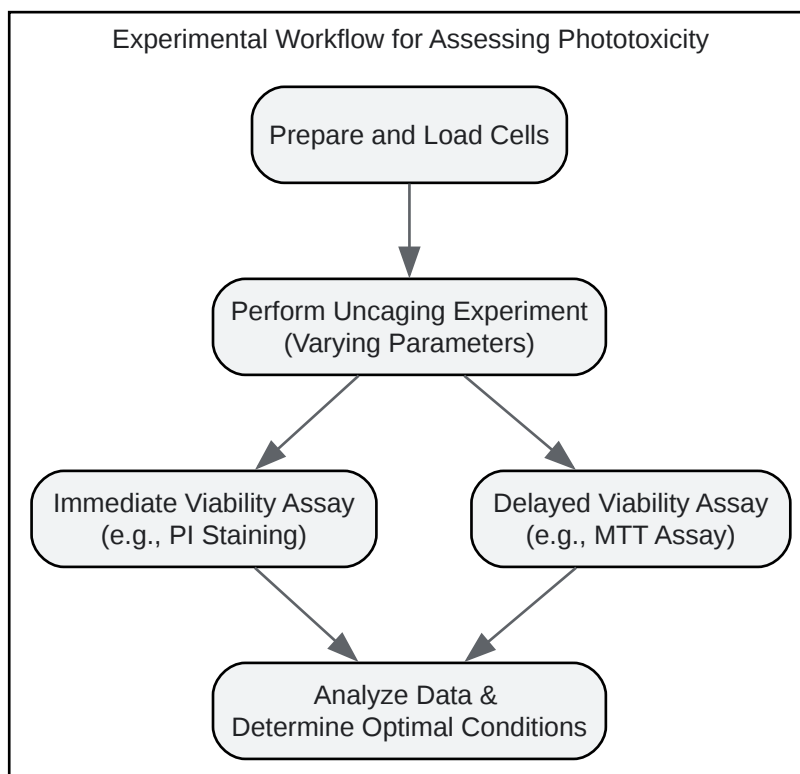 Experimental Workflow for Assessing Phototoxicity
Prepare and Load Cells
Perform Uncaging Experiment
(Varying Parameters)
Immediate Viability Assay
(e.g., PI Staining)
Delayed Viability Assay
(e.g., MTT Assay)
Analyze Data &
Determine Optimal Conditions